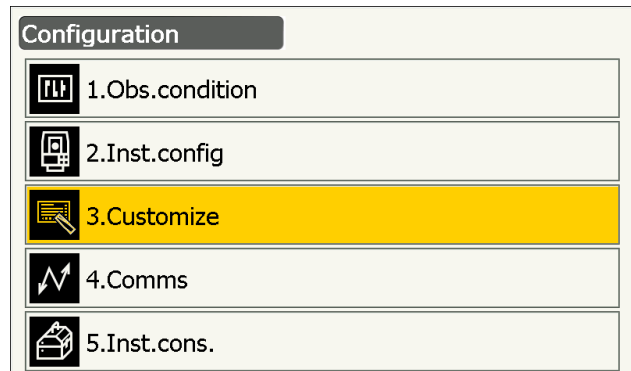 Configuration
1.Obs.condition
2.Inst.config
3.Customize
4.Comms
5.Inst.cons.